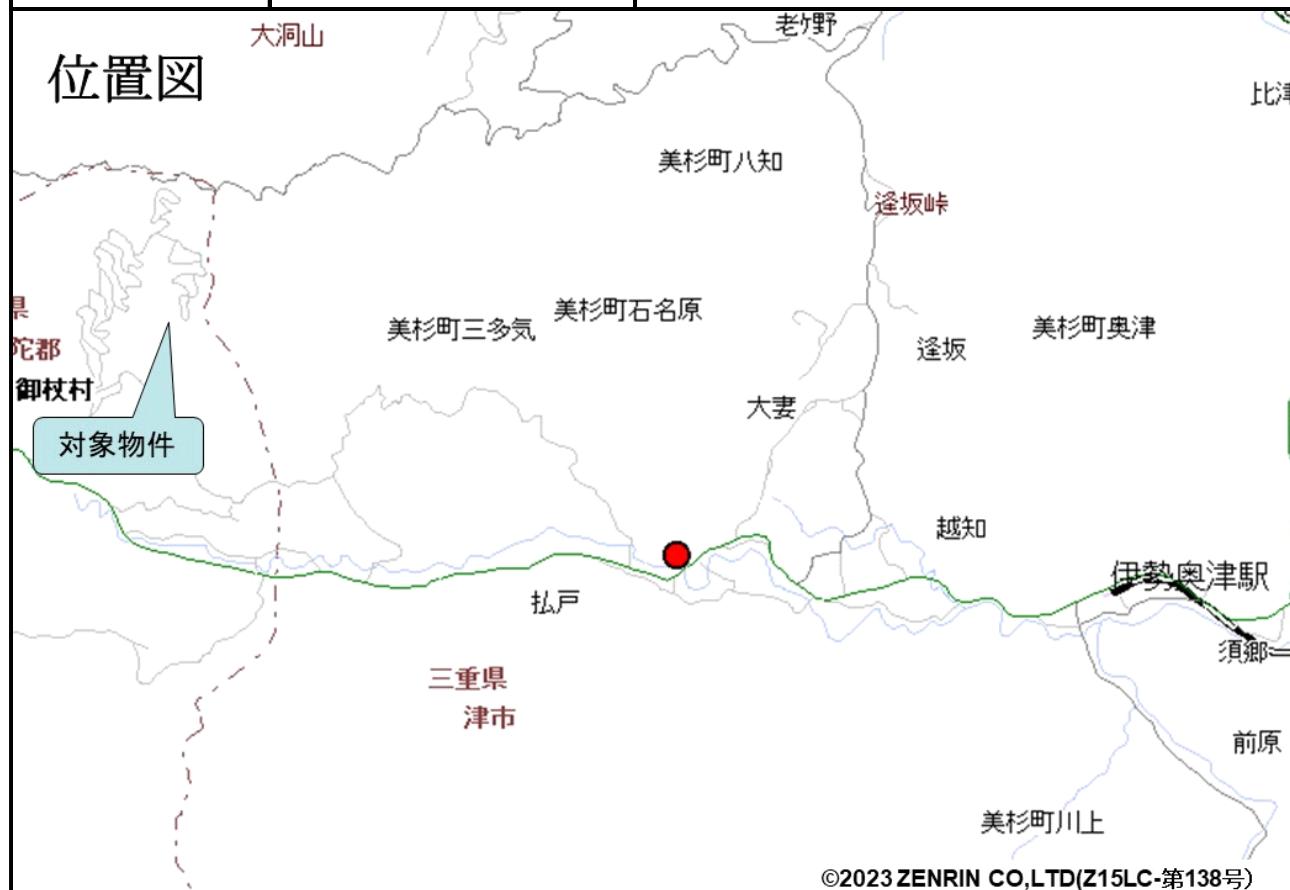 大洞山
老ケ野
位置図
比津
美杉町八知
逢坂峠
県
美杉町石名原
美杉町三多気
美杉町奥津
陀郡
逢坂
御杖村
大妻
対象物件
越知
伊勢奥津駅
払戸
須郷
三重県
津市
前原
美杉町川上
©2023 ZENRIN CO,LTD(Z15LC-第138号)